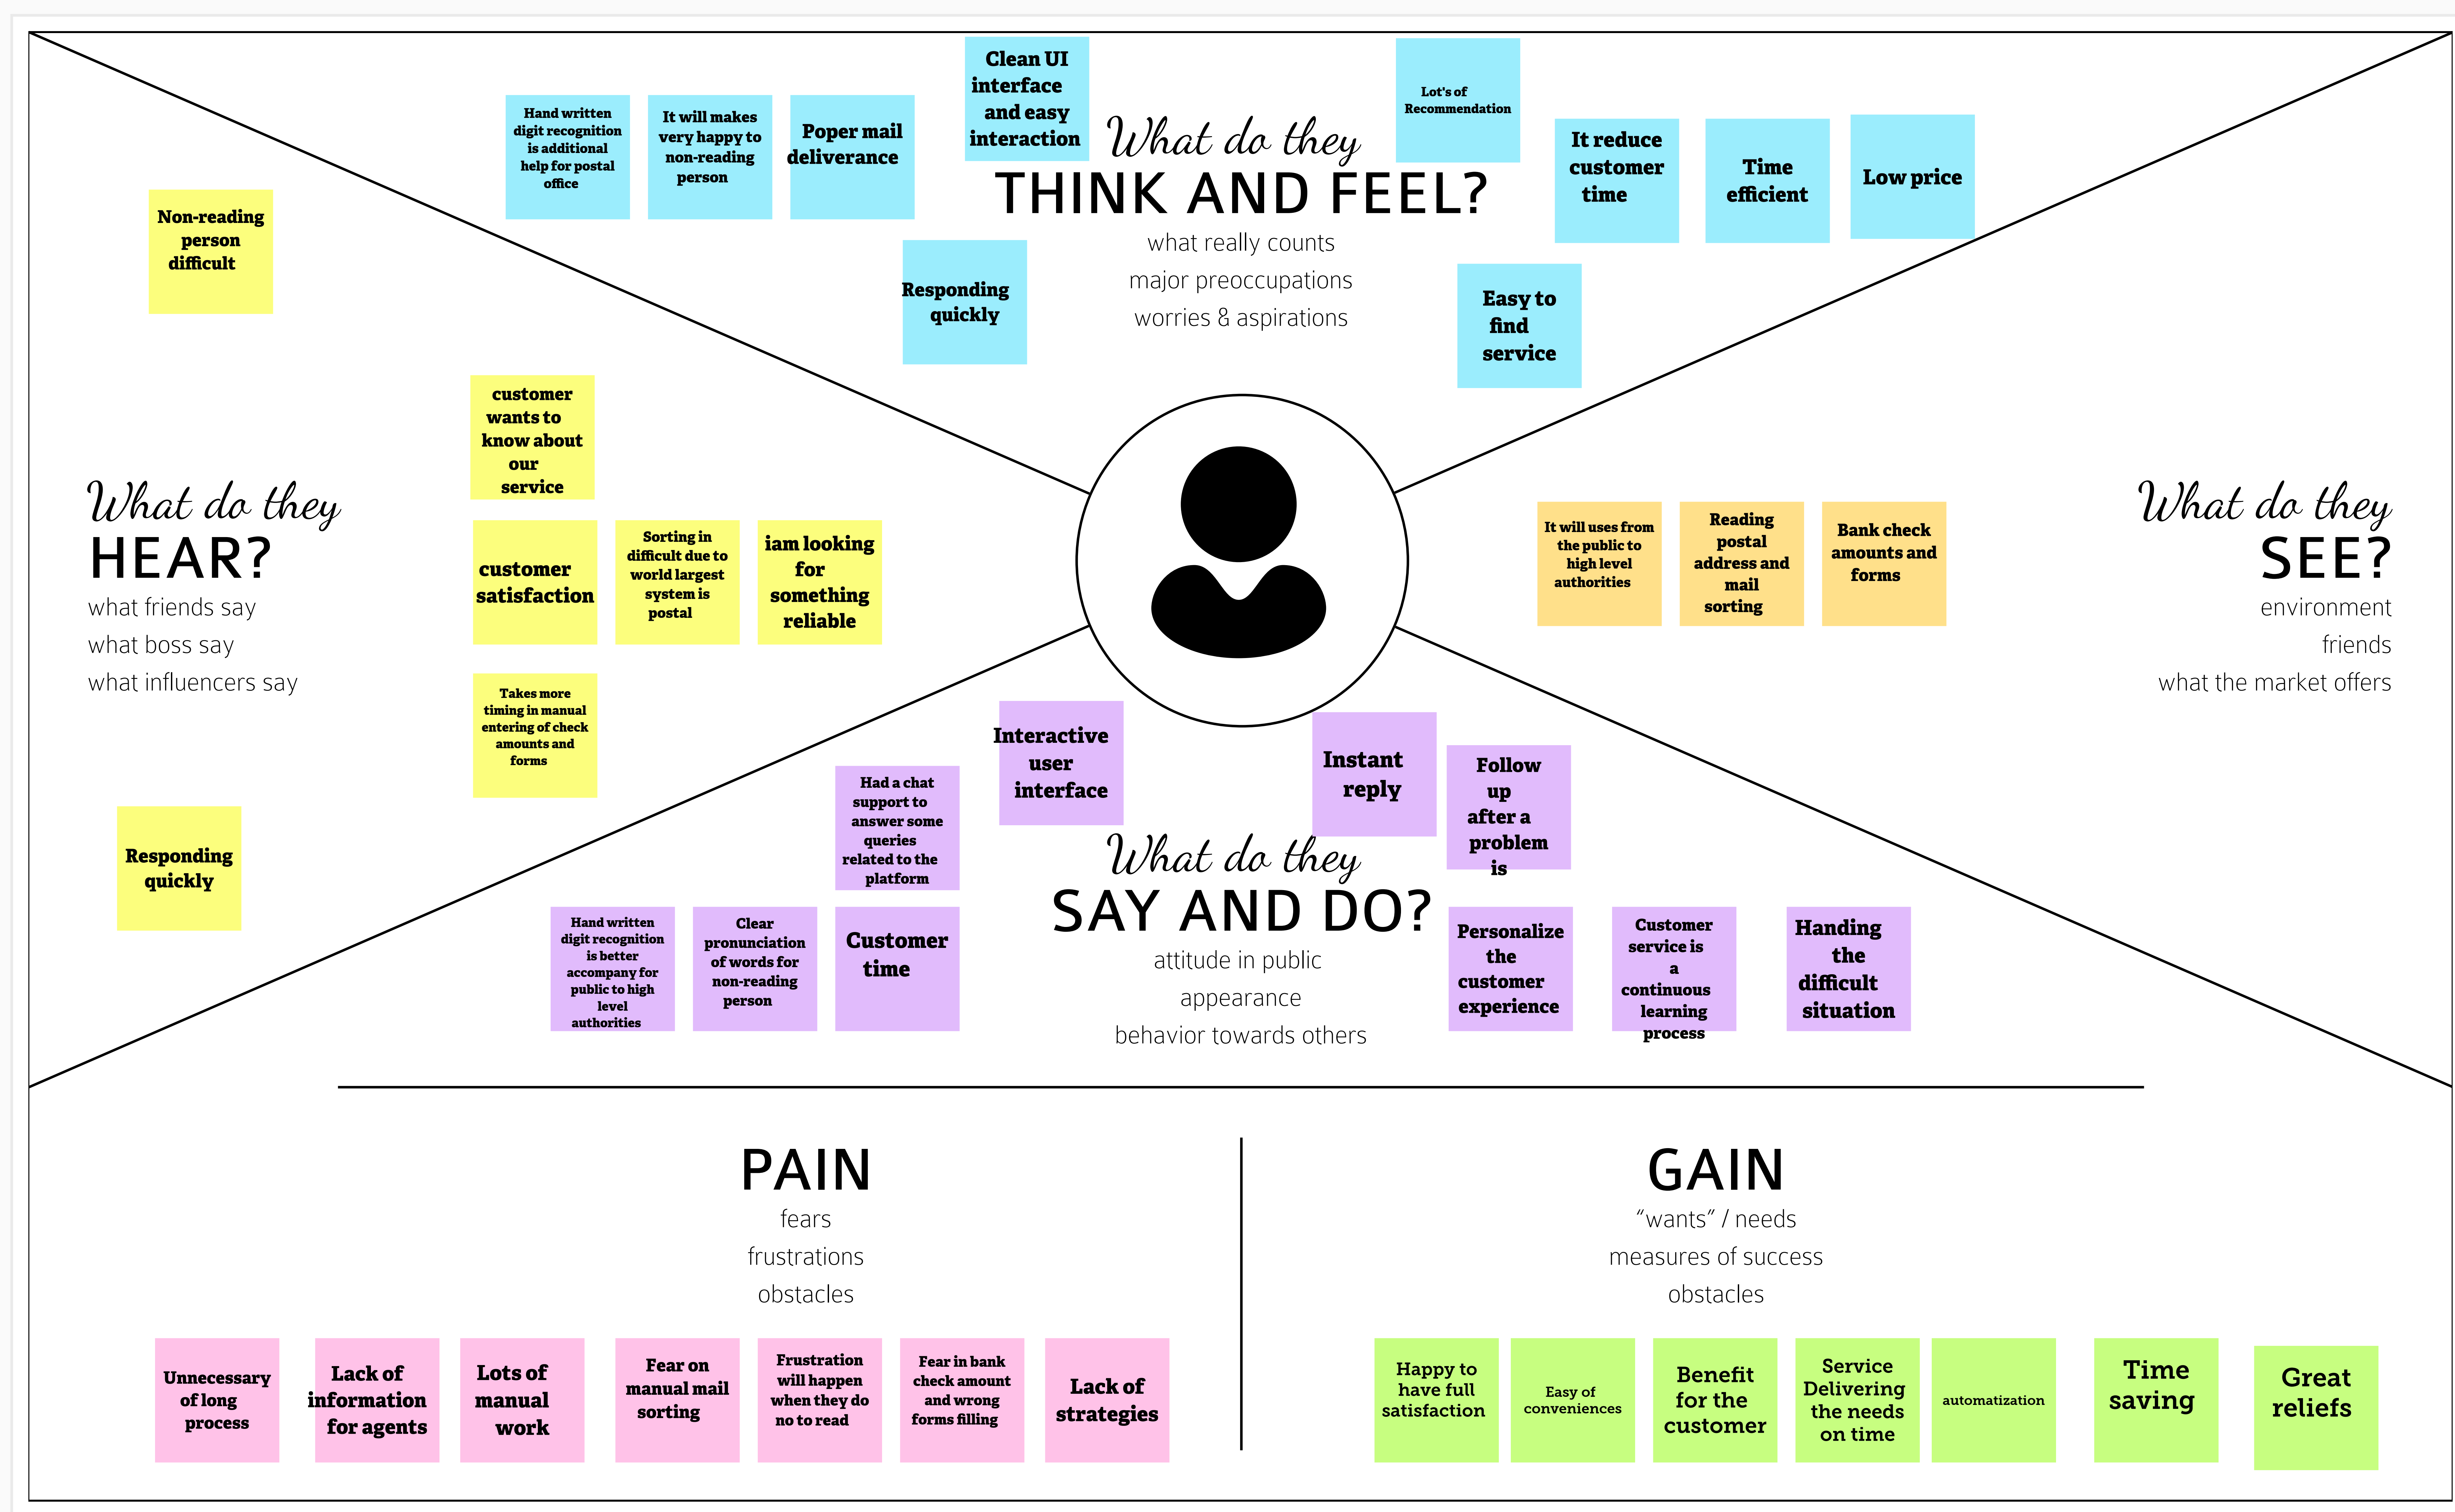 Clean UI
interface
and easy
interaction
Lot's of
Recommendation
Hand written
digit recognition
is additional
help for postal
office
It will makes
very happy to
non-reading
person
Poper mail
deliverance
What do they
THINK AND FEEL?
what really counts
major preoccupations
worries & aspirations
It reduce
customer
time
Time
efficient
Low price
Responding
quickly
Easy to
find
service
Non-reading
person
difficult
customer
wants to
know about
our
service
What do they
HEAR?
what friends say
what boss say
what influencers say
customer
satisfaction
Sorting in
difficult due to
world largest
system is
postal
iam looking
for
something
reliable
Takes more
timing in manual
entering of check
amounts and
forms
Responding
quickly
It will uses from
the public to
high level
authorities
Reading
postal
address and
mail
sorting
Bank check
amounts and
forms
What do they
SEE?
environment
friends
what the market offers
Interactive
user
interface
Instant
reply
Follow
up
after a
problem
is
Had a chat
support to
answer some
queries
related to the
platform
What do they
SAY AND DO?
attitude in public
appearance
behavior towards others
Hand written
digit recognition
is better
accompany for
public to high
level
authorities
Clear
pronunciation
of words for
non-reading
person
Customer
time
Personalize
the
customer
experience
Customer
service is
a
continuous
learning
process
Handing
the
difficult
situation
PAIN
fears
frustrations
obstacles
Unnecessary
of long
process
Lack of
information
for agents
Lots of
manual
work
Fear on
manual mail
sorting
Frustration
will happen
when they do
no to read
Fear in bank
check amount
and wrong
forms filling
Lack of
strategies
GAIN
“wants” / needs
measures of success
obstacles
Happy to
have full
satisfaction
Easy of
conveniences
Benefit
for the
customer
Service
Delivering
the needs
on time
automatization
Time
saving
Great
reliefs